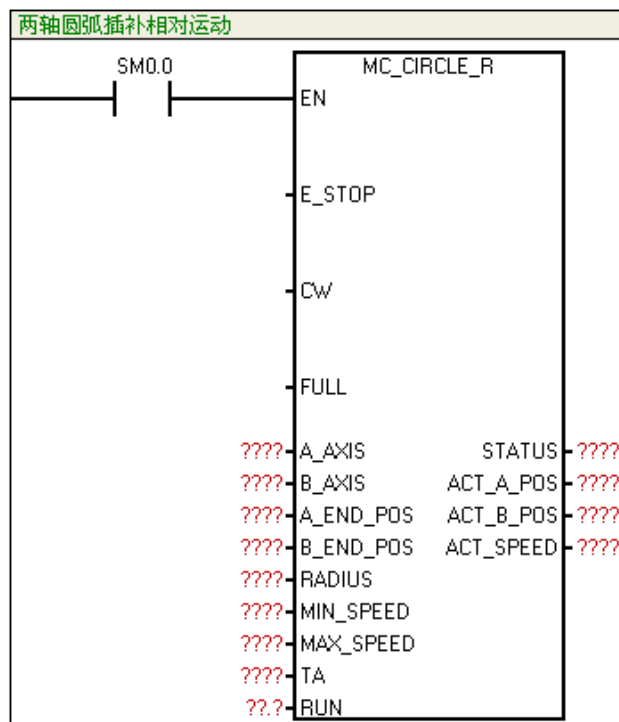 两轴圆弧插补相对运动
SM0.0 MC_CIRCLE_R
EN
E_STOP
CW
FULL
???? A_AXIS STATUS ????
???? B_AXIS ACT_A_POS ????
???? A_END_POS ACT_B_POS ????
???? B_END_POS ACT_SPEED ????
???? RADIUS
???? MIN_SPEED
???? MAX_SPEED
???? TA
??.? RUN